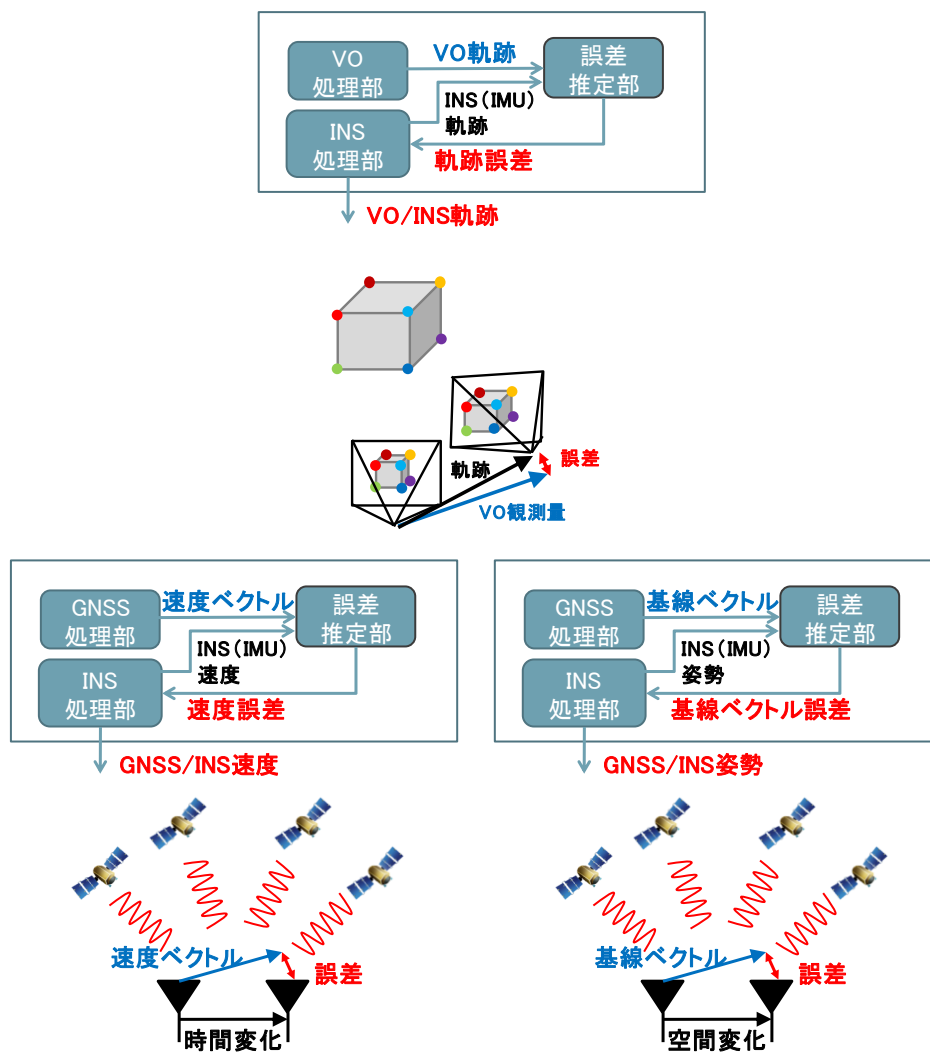 VO
処理部
VO軌跡
誤差
推定部
INS(IMU)
軌跡
INS
処理部
軌跡誤差
VO/INS軌跡
軌跡
誤差
VO観測量
GNSS
処理部
速度ベクトル
誤差
推定部
INS(IMU)
速度
INS
処理部
速度誤差
GNSS/INS速度
速度ベクトル
誤差
時間変化
GNSS
処理部
基線ベクトル
誤差
推定部
INS(IMU)
姿勢
INS
処理部
基線ベクトル誤差
GNSS/INS姿勢
基線ベクトル
誤差
空間変化